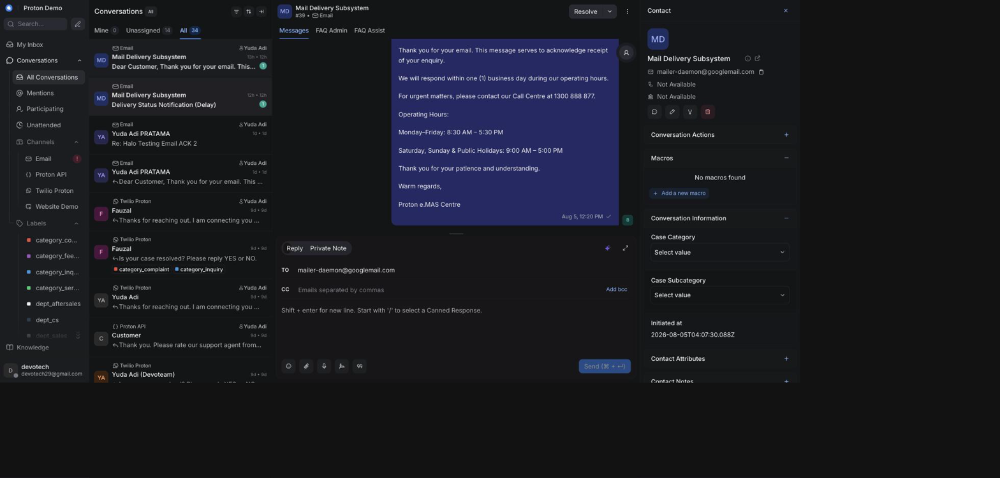 Proton Demo
Search...
My Inbox
Conversations
All Conversations
Mentions
Participating
Unattended
Channels
Email
!
Proton API
Twilio Proton
Website Demo
Labels
category_co...
category_fee...
category_inq...
category_ser...
dept_aftersales
dept_cs
dept_sales
Knowledge
D
devotech
devotech29@gmail.com
Conversations All
Mine 0 Unassigned 14 All 34
Email Yuda Adi
MD Mail Delivery Subsystem 13h • 12h
Dear Customer, Thank you for your email. This... 1
Email
MD Mail Delivery Subsystem 12h • 12h
Delivery Status Notification (Delay) 1
Email Yuda Adi
YA Yuda Adi PRATAMA 1d • 1d
Re: Halo Testing Email ACK 2
Email Yuda Adi
YA Yuda Adi PRATAMA 1d • 1d
Dear Customer, Thank you for your email. This ...
Twilio Proton Yuda Adi
F Fauzal 9d • 9d
Thanks for reaching out. I am connecting you ...
Twilio Proton
F Fauzal 9d • 9d
Is your case resolved? Please reply YES or NO.
category_complaint category_inquiry
Twilio Proton Yuda Adi
YA Yuda Adi 9d • 9d
Thanks for reaching out. I am connecting you ...
Proton API Yuda Adi
C Customer 9d • 9d
Thank you. Please rate our support agent from...
Twilio Proton
YA Yuda Adi (Devoteam) 9d • 9d
MD Mail Delivery Subsystem
#39 • Email
Resolve
Messages FAQ Admin FAQ Assist
Thank you for your email. This message serves to acknowledge receipt
of your enquiry.
We will respond within one (1) business day during our operating hours.
For urgent matters, please contact our Call Centre at 1300 888 877.
Operating Hours:
Monday–Friday: 8:30 AM – 5:30 PM
Saturday, Sunday & Public Holidays: 9:00 AM – 5:00 PM
Thank you for your patience and understanding.
Warm regards,
Proton e.MAS Centre
Aug 5, 12:20 PM
B
Reply Private Note
TO mailer-daemon@googlemail.com
CC Emails separated by commas Add bcc
Shift + enter for new line. Start with '/' to select a Canned Response.
Send (⌘ + ↵)
Contact
MD
Mail Delivery Subsystem
mailer-daemon@googlemail.com
Not Available
Not Available
Conversation Actions +
Macros −
No macros found
+ Add a new macro
Conversation Information −
Case Category
Select value
Case Subcategory
Select value
Initiated at
2026-08-05T04:07:30.088Z
Contact Attributes +
Contact Notes +